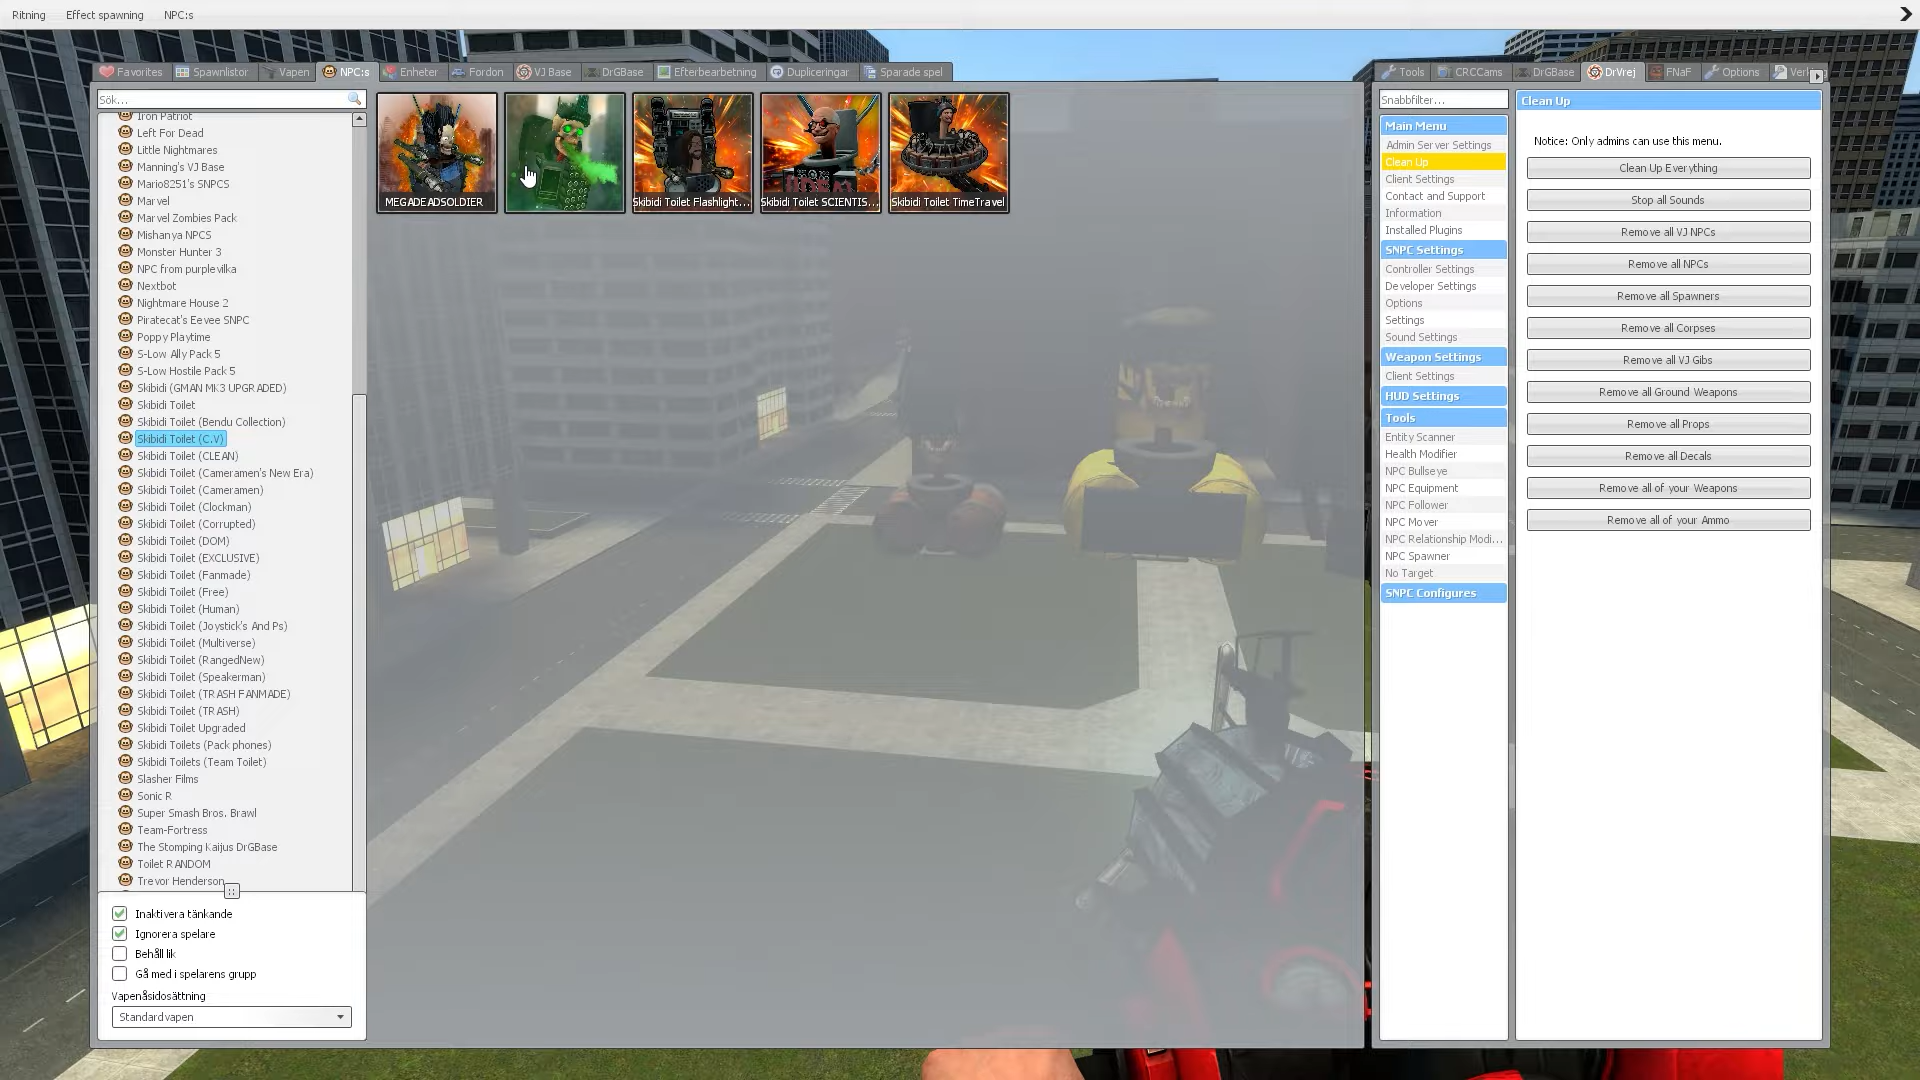 Ritning Effect spawning NPC:s
Favorites Spawnlistor Vapen NPC:s Enheter Fordon VJ Base DrGBase Efterbearbetning Dupliceringar Sparade spel
Sök...
Iron Patriot
Left For Dead
Little Nightmares
Manning's VJ Base
Mario8251's SNPCS
Marvel
Marvel Zombies Pack
Mishanya NPCS
Monster Hunter 3
NPC from purplevilka
Nextbot
Nightmare House 2
Piratecat's Eevee SNPC
Poppy Playtime
S-Low Ally Pack 5
S-Low Hostile Pack 5
Skibidi (GMAN MK3 UPGRADED)
Skibidi Toilet
Skibidi Toilet (Bendu Collection)
Skibidi Toilet (C.V)
Skibidi Toilet (CLEAN)
Skibidi Toilet (Cameramen's New Era)
Skibidi Toilet (Cameramen)
Skibidi Toilet (Clockman)
Skibidi Toilet (Corrupted)
Skibidi Toilet (DOM)
Skibidi Toilet (EXCLUSIVE)
Skibidi Toilet (Fanmade)
Skibidi Toilet (Free)
Skibidi Toilet (Human)
Skibidi Toilet (Joystick's And Ps)
Skibidi Toilet (Multiverse)
Skibidi Toilet (RangedNew)
Skibidi Toilet (Speakerman)
Skibidi Toilet (TRASH FANMADE)
Skibidi Toilet (TRASH)
Skibidi Toilet Upgraded
Skibidi Toilets (Pack phones)
Skibidi Toilets (Team Toilet)
Slasher Films
Sonic R
Super Smash Bros. Brawl
Team-Fortress
The Stomping Kaijus DrGBase
Toilet RANDOM
Trevor Henderson
Inaktivera tänkande
Ignorera spelare
Behåll lik
Gå med i spelarens grupp
Vapenåsidosättning
Standardvapen
MEGADEADSOLDIER
Skibidi Toilet Flashlight...
Skibidi Toilet SCIENTIS...
Skibidi Toilet TimeTravel
Tools CRCCams DrGBase DrVrej FNaF Options
Snabbfilter...
Main Menu
Admin Server Settings
Clean Up
Client Settings
Contact and Support
Information
Installed Plugins
SNPC Settings
Controller Settings
Developer Settings
Options
Settings
Sound Settings
Weapon Settings
Client Settings
HUD Settings
Tools
Entity Scanner
Health Modifier
NPC Bullseye
NPC Equipment
NPC Follower
NPC Mover
NPC Relationship Modi...
NPC Spawner
No Target
SNPC Configures
Clean Up
Notice: Only admins can use this menu.
Clean Up Everything
Stop all Sounds
Remove all VJ NPCs
Remove all NPCs
Remove all Spawners
Remove all Corpses
Remove all VJ Gibs
Remove all Ground Weapons
Remove all Props
Remove all Decals
Remove all of your Weapons
Remove all of your Ammo